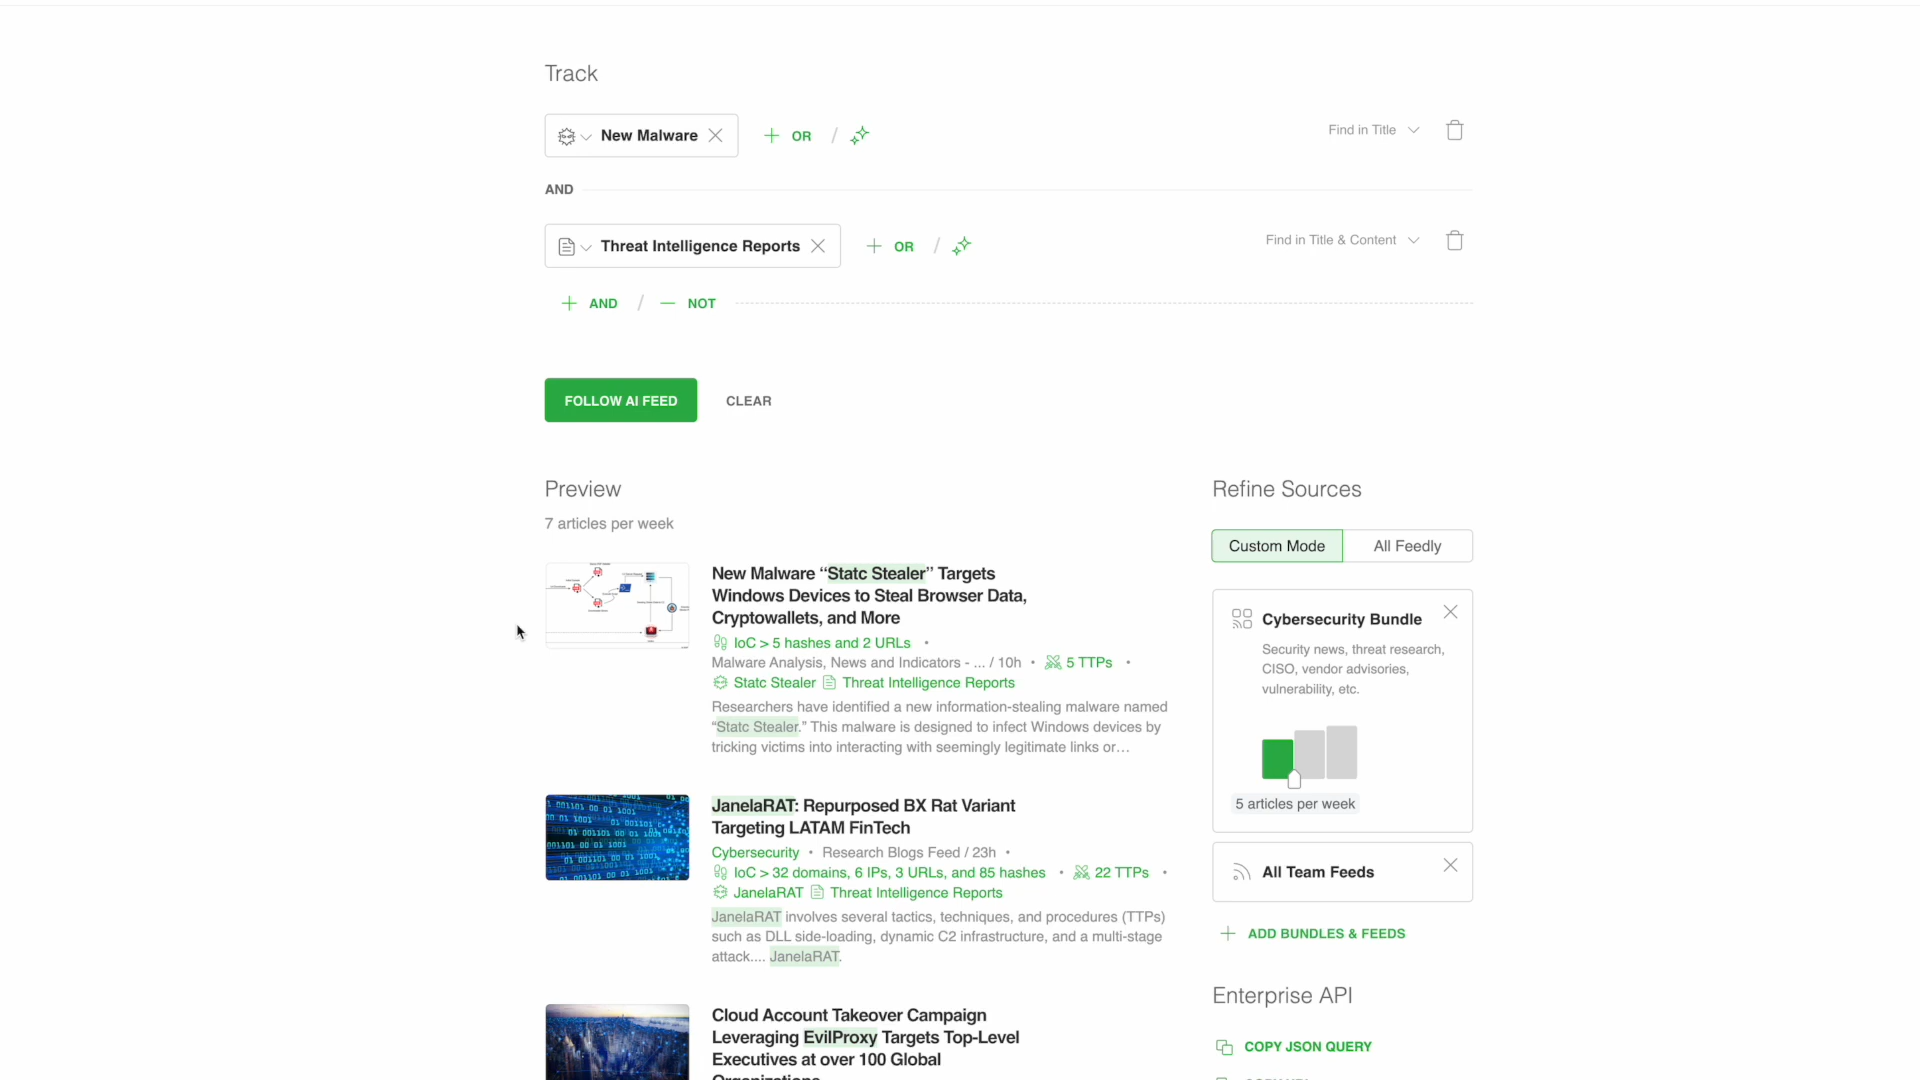 Track
New Malware
OR
/
Find in Title
AND
Threat Intelligence Reports
OR
/
Find in Title & Content
AND / NOT
FOLLOW AI FEED
CLEAR
Preview
7 articles per week
New Malware “Statc Stealer” Targets
Windows Devices to Steal Browser Data,
Cryptowallets, and More
IoC > 5 hashes and 2 URLs •
Malware Analysis, News and Indicators - ... / 10h • 5 TTPs •
Statc Stealer Threat Intelligence Reports
Researchers have identified a new information-stealing malware named
“Statc Stealer.” This malware is designed to infect Windows devices by
tricking victims into interacting with seemingly legitimate links or…
JanelaRAT: Repurposed BX Rat Variant
Targeting LATAM FinTech
Cybersecurity • Research Blogs Feed / 23h •
IoC > 32 domains, 6 IPs, 3 URLs, and 85 hashes • 22 TTPs •
JanelaRAT Threat Intelligence Reports
JanelaRAT involves several tactics, techniques, and procedures (TTPs)
such as DLL side-loading, dynamic C2 infrastructure, and a multi-stage
attack.... JanelaRAT.
Cloud Account Takeover Campaign
Leveraging EvilProxy Targets Top-Level
Executives at over 100 Global
Organizations
Refine Sources
Custom Mode
All Feedly
Cybersecurity Bundle
Security news, threat research,
CISO, vendor advisories,
vulnerability, etc.
5 articles per week
All Team Feeds
ADD BUNDLES & FEEDS
Enterprise API
COPY JSON QUERY